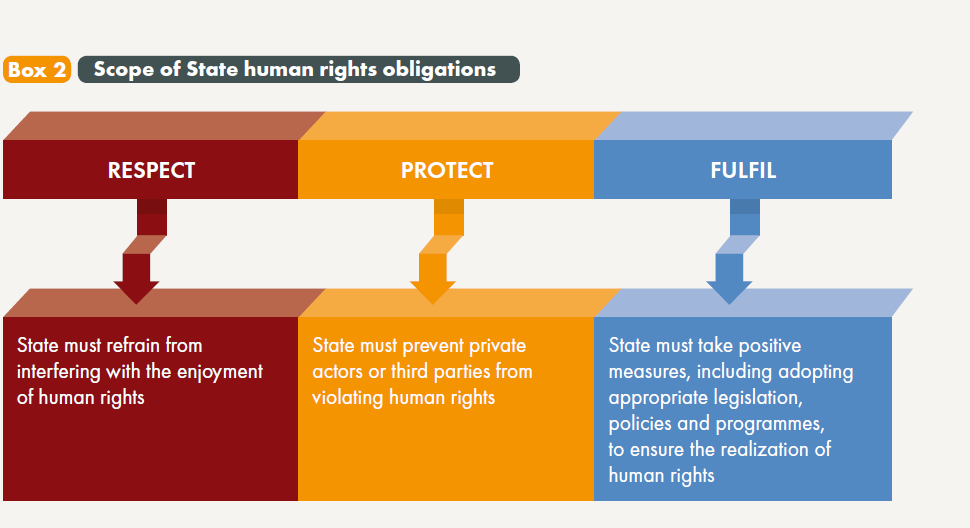 Box 2 Scope of State human rights obligations
RESPECT
PROTECT
FULFIL
State must refrain from
interfering with the enjoyment
of human rights
State must prevent private
actors or third parties from
violating human rights
State must take positive
measures, including adopting
appropriate legislation,
policies and programmes,
to ensure the realization of
human rights